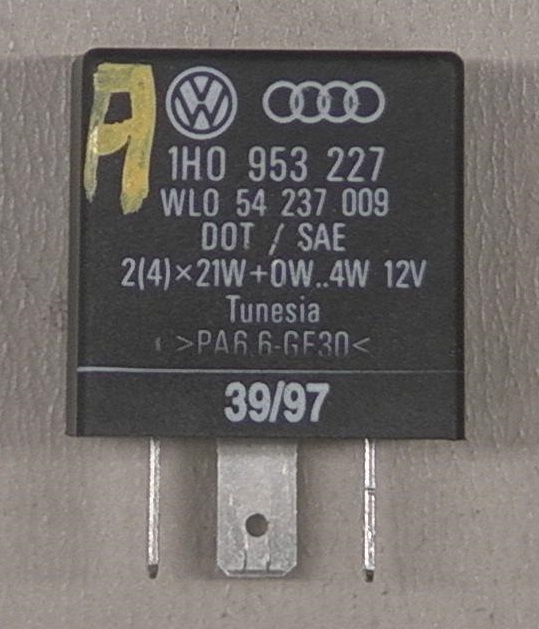 A
1H0 953 227
WL0 54 237 009
DOT / SAE
2(4)×21W+0W..4W 12V
Tunesia
>PA6.6-GF30<
39/97